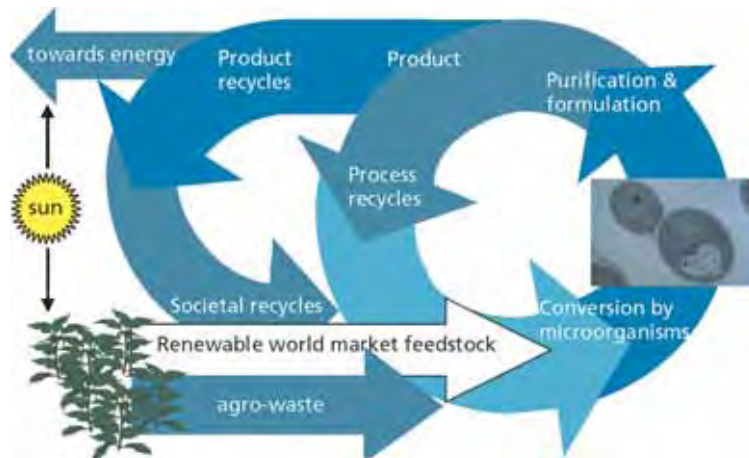 towards energy
Product
recycles
Product
Purification &
formulation
Process
recycles
sun
Societal recycles
Conversion by
microorganisms
Renewable world market feedstock
agro-waste